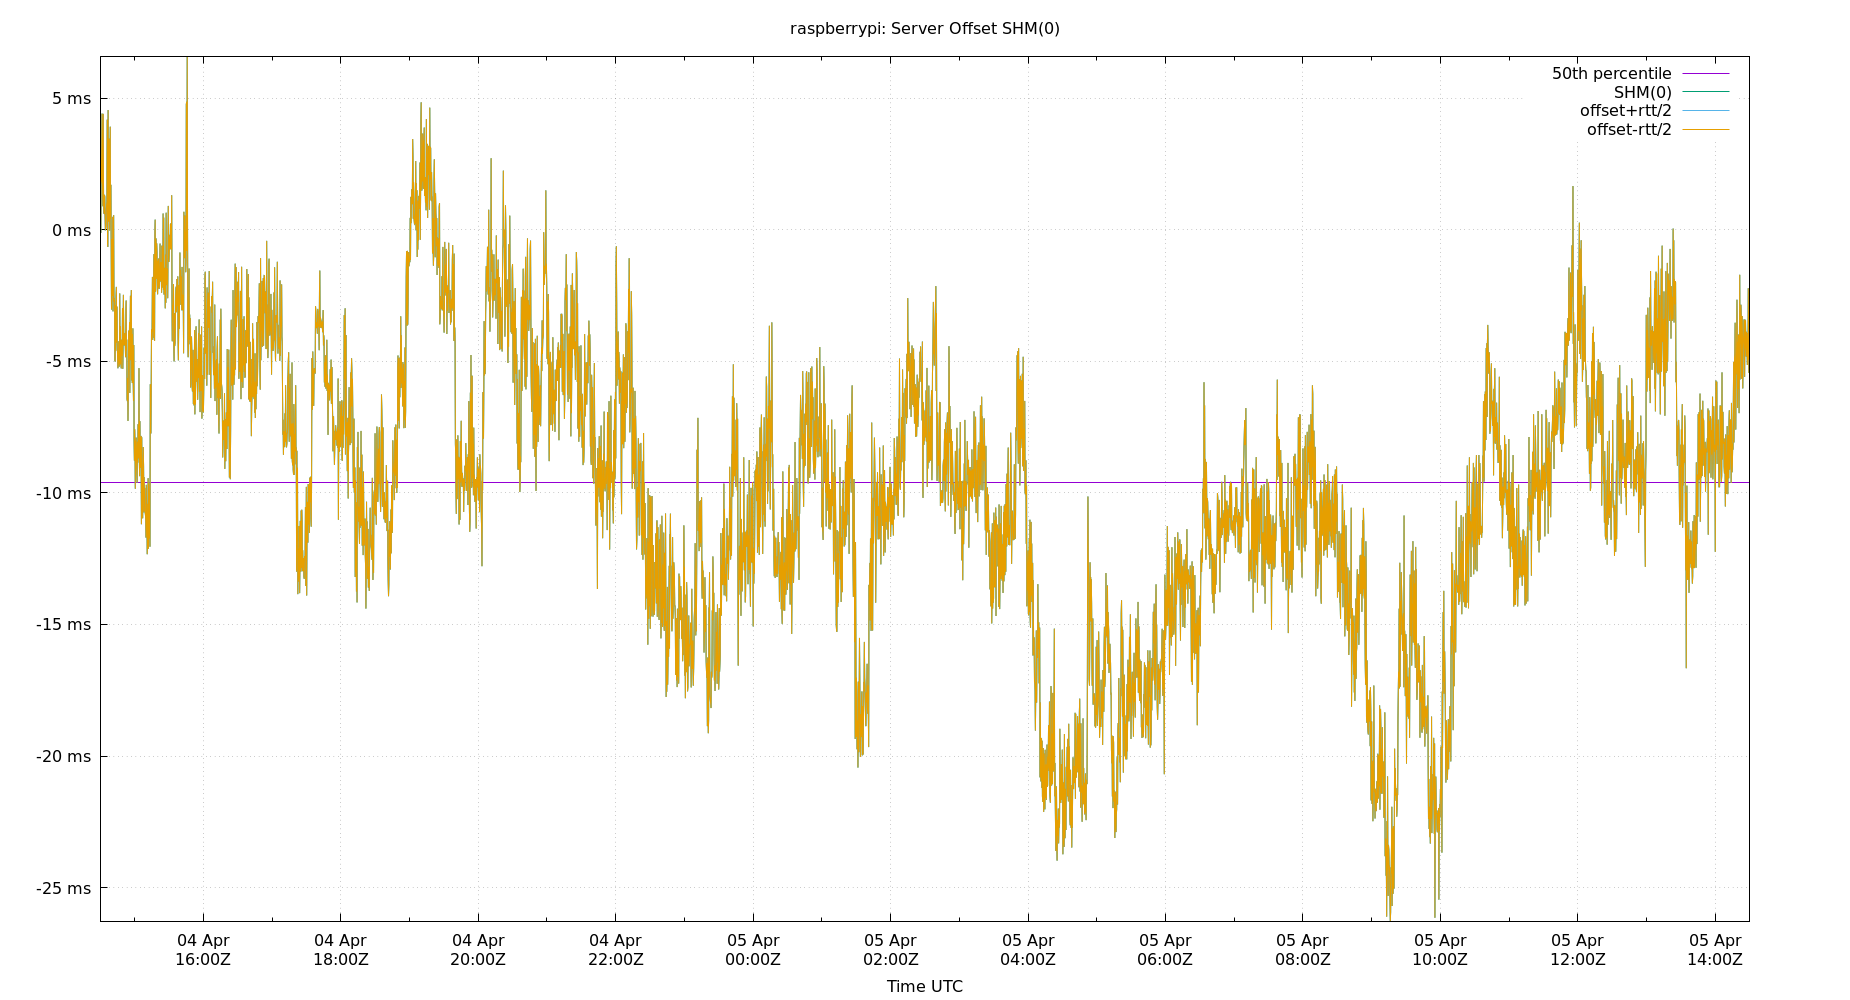 raspberrypi: Server Offset SHM(0)
50th percentile
SHM(0)
offset+rtt/2
offset-rtt/2
5 ms
0 ms
-5 ms
-10 ms
-15 ms
-20 ms
-25 ms
04 Apr 04 Apr 04 Apr 04 Apr 05 Apr 05 Apr 05 Apr 05 Apr 05 Apr 05 Apr 05 Apr 05 Apr
16:00Z 18:00Z 20:00Z 22:00Z 00:00Z 02:00Z 04:00Z 06:00Z 08:00Z 10:00Z 12:00Z 14:00Z
Time UTC